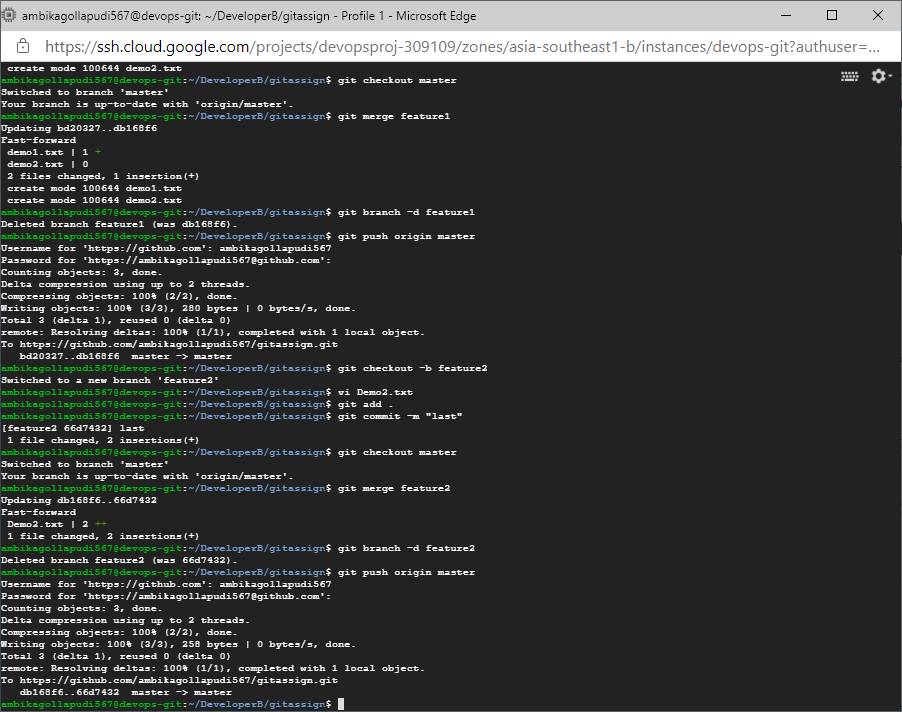 ambikagollapudi567@devops-git: ~/DeveloperB/gitassign - Profile 1 - Microsoft Edge
https://ssh.cloud.google.com/projects/devopsproj-309109/zones/asia-southeast1-b/instances/devops-git?authuser=...
 create mode 100644 demo2.txt
ambikagollapudi567@devops-git:~/DeveloperB/gitassign$ git checkout master
Switched to branch 'master'
Your branch is up-to-date with 'origin/master'.
ambikagollapudi567@devops-git:~/DeveloperB/gitassign$ git merge feature1
Updating bd20327..db168f6
Fast-forward
 demo1.txt | 1 +
 demo2.txt | 0
 2 files changed, 1 insertion(+)
 create mode 100644 demo1.txt
 create mode 100644 demo2.txt
ambikagollapudi567@devops-git:~/DeveloperB/gitassign$ git branch -d feature1
Deleted branch feature1 (was db168f6).
ambikagollapudi567@devops-git:~/DeveloperB/gitassign$ git push origin master
Username for 'https://github.com': ambikagollapudi567
Password for 'https://ambikagollapudi567@github.com':
Counting objects: 3, done.
Delta compression using up to 2 threads.
Compressing objects: 100% (2/2), done.
Writing objects: 100% (3/3), 280 bytes | 0 bytes/s, done.
Total 3 (delta 1), reused 0 (delta 0)
remote: Resolving deltas: 100% (1/1), completed with 1 local object.
To https://github.com/ambikagollapudi567/gitassign.git
   bd20327..db168f6  master -> master
ambikagollapudi567@devops-git:~/DeveloperB/gitassign$ git checkout -b feature2
Switched to a new branch 'feature2'
ambikagollapudi567@devops-git:~/DeveloperB/gitassign$ vi Demo2.txt
ambikagollapudi567@devops-git:~/DeveloperB/gitassign$ git add .
ambikagollapudi567@devops-git:~/DeveloperB/gitassign$ git commit -m "last"
[feature2 66d7432] last
 1 file changed, 2 insertions(+)
ambikagollapudi567@devops-git:~/DeveloperB/gitassign$ git checkout master
Switched to branch 'master'
Your branch is up-to-date with 'origin/master'.
ambikagollapudi567@devops-git:~/DeveloperB/gitassign$ git merge feature2
Updating db168f6..66d7432
Fast-forward
 Demo2.txt | 2 ++
 1 file changed, 2 insertions(+)
ambikagollapudi567@devops-git:~/DeveloperB/gitassign$ git branch -d feature2
Deleted branch feature2 (was 66d7432).
ambikagollapudi567@devops-git:~/DeveloperB/gitassign$ git push origin master
Username for 'https://github.com': ambikagollapudi567
Password for 'https://ambikagollapudi567@github.com':
Counting objects: 3, done.
Delta compression using up to 2 threads.
Compressing objects: 100% (2/2), done.
Writing objects: 100% (3/3), 258 bytes | 0 bytes/s, done.
Total 3 (delta 1), reused 0 (delta 0)
remote: Resolving deltas: 100% (1/1), completed with 1 local object.
To https://github.com/ambikagollapudi567/gitassign.git
   db168f6..66d7432  master -> master
ambikagollapudi567@devops-git:~/DeveloperB/gitassign$